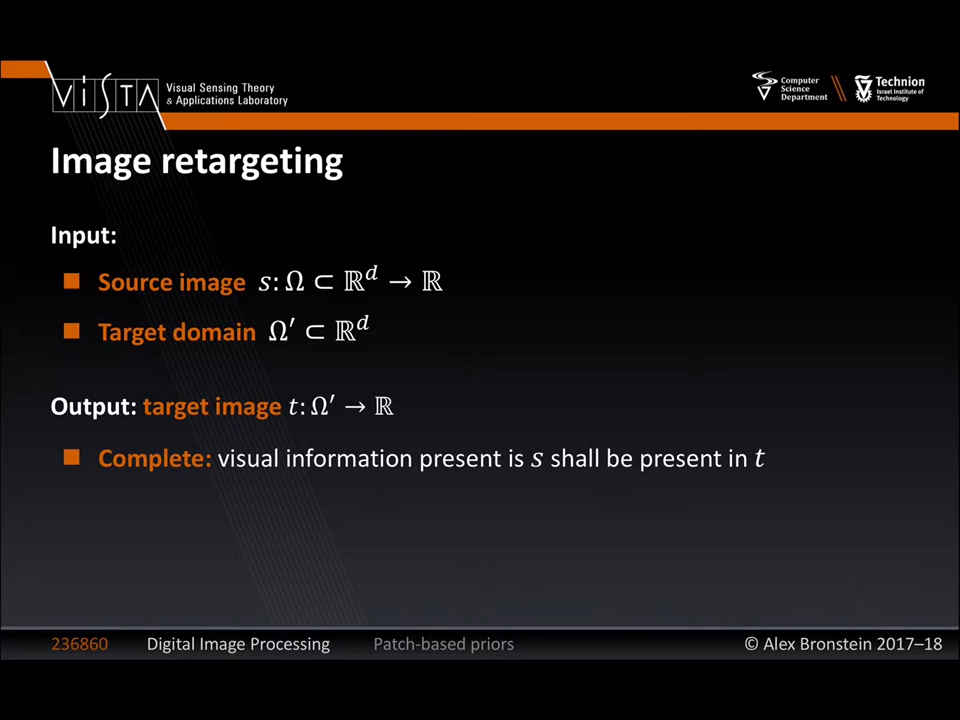 ViSTA
Visual Sensing Theory
& Applications Laboratory
Computer
Science
Department
Technion
Israel Institute of
Technology
Image retargeting
Input:
Source image s: Ω ⊂ ℝ^d → ℝ
Target domain Ω′ ⊂ ℝ^d
Output: target image t: Ω′ → ℝ
Complete: visual information present is s shall be present in t
236860 Digital Image Processing Patch-based priors © Alex Bronstein 2017–18